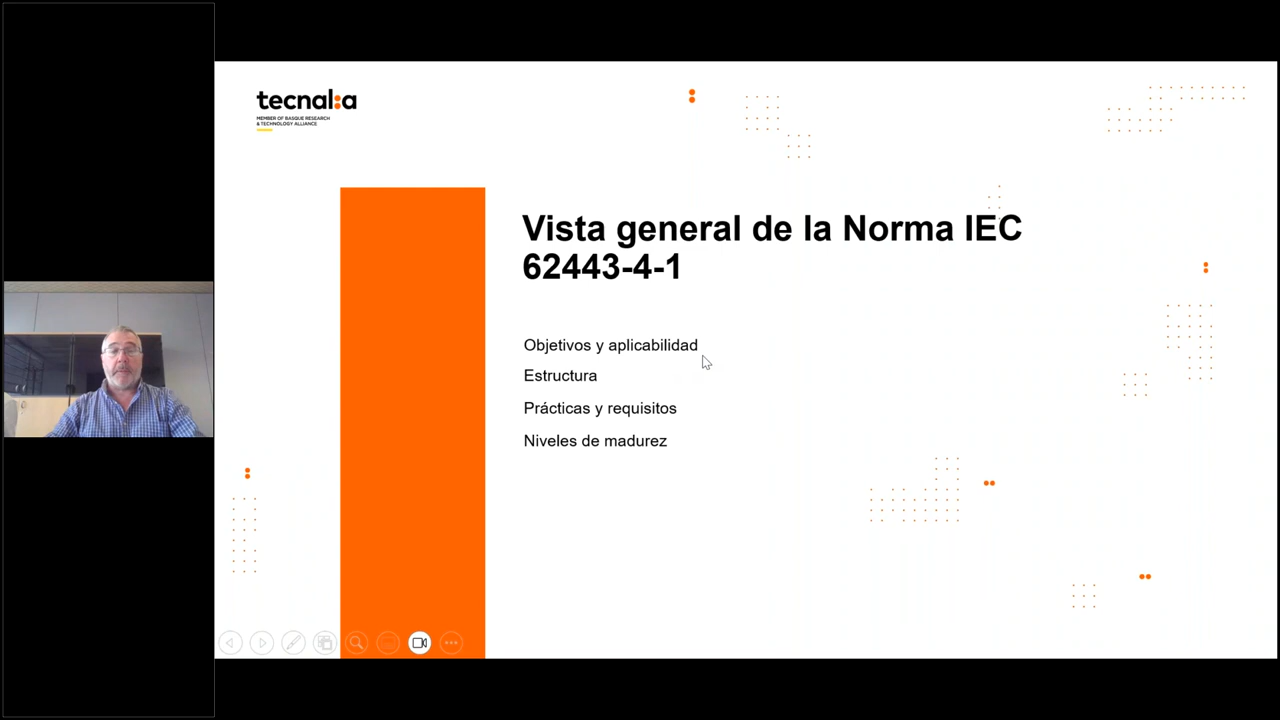 tecnalia
MEMBER OF BASQUE RESEARCH
& TECHNOLOGY ALLIANCE
Vista general de la Norma IEC
62443-4-1
Objetivos y aplicabilidad
Estructura
Prácticas y requisitos
Niveles de madurez